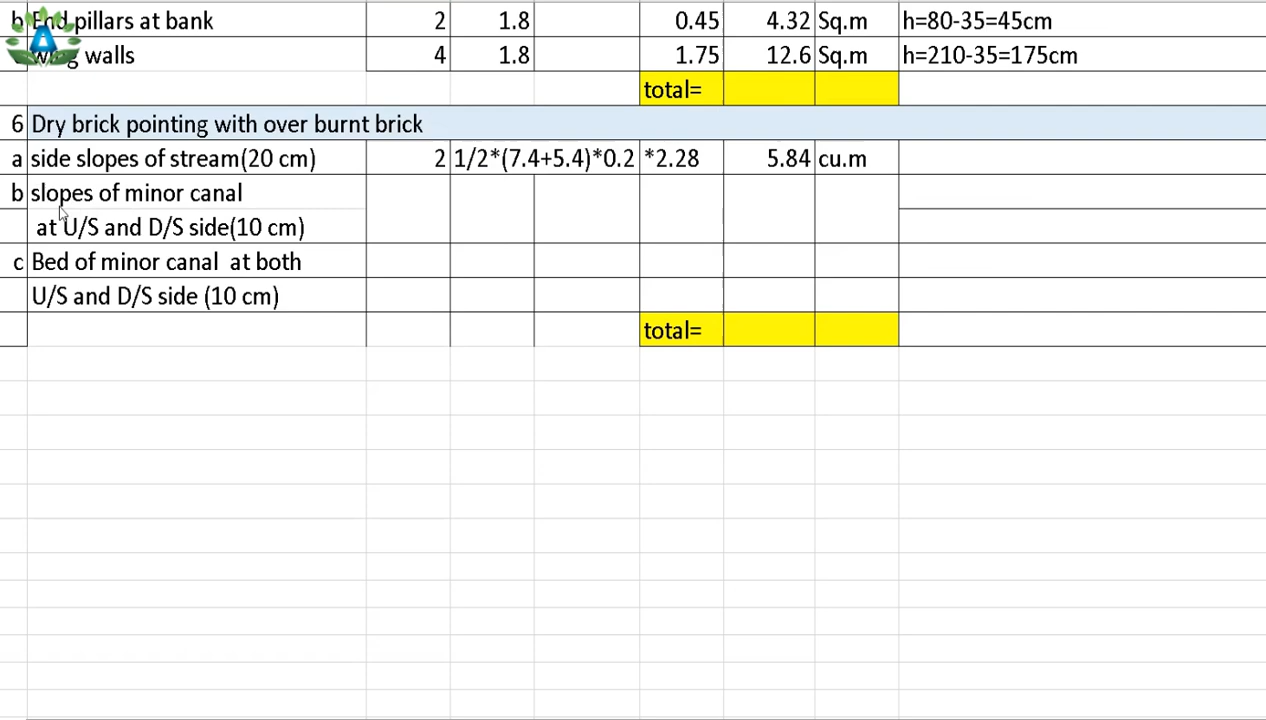 b End pillars at bank 2 1.8 0.45 4.32 Sq.m h=80-35=45cm
wing walls 4 1.8 1.75 12.6 Sq.m h=210-35=175cm
total=
6 Dry brick pointing with over burnt brick
a side slopes of stream(20 cm) 2 1/2*(7.4+5.4)*0.2 *2.28 5.84 cu.m
b slopes of minor canal
at U/S and D/S side(10 cm)
c Bed of minor canal at both
U/S and D/S side (10 cm)
total=